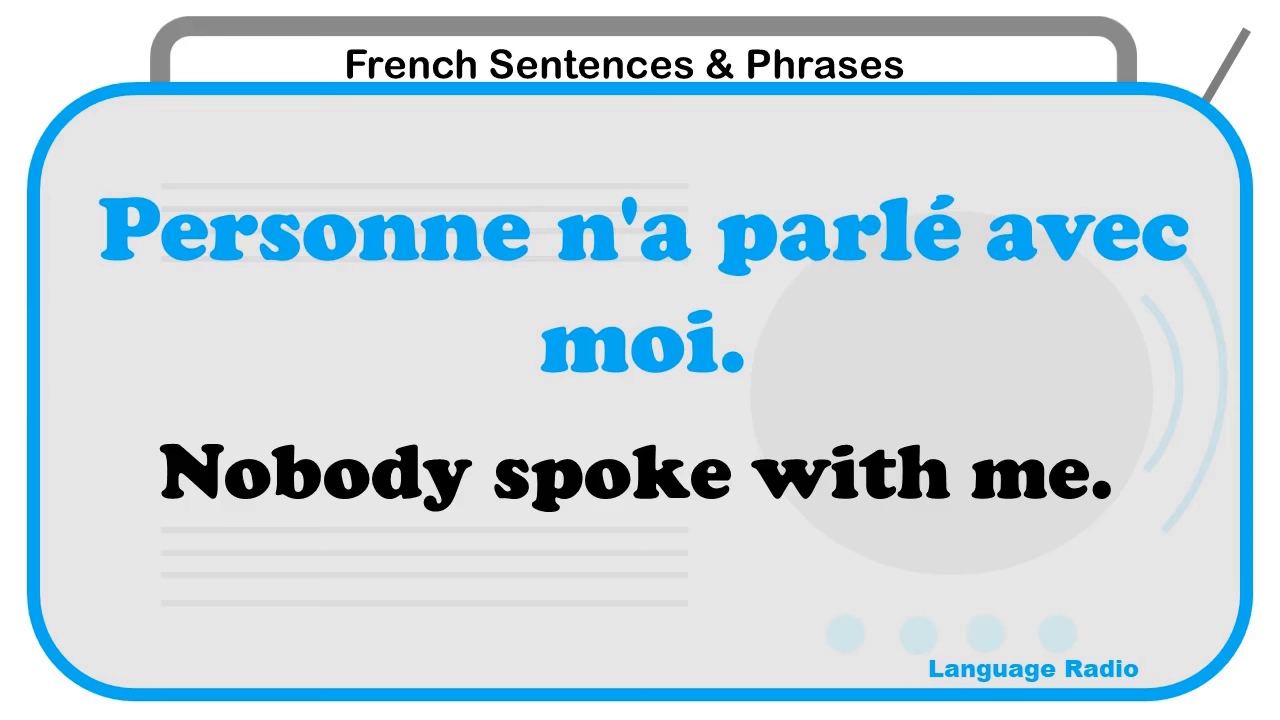 French Sentences & Phrases
Personne n'a parlé avec
moi.
Nobody spoke with me.
Language Radio